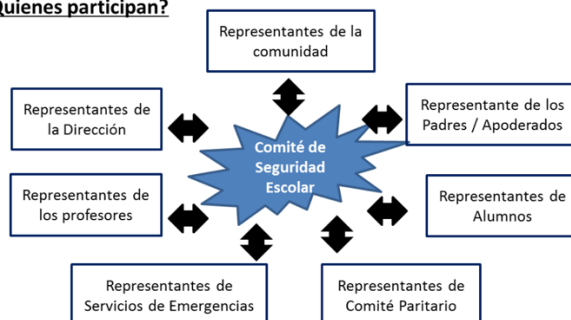 Quienes participan?
Representantes de la
comunidad
Representantes de
la Dirección
Representante de los
Padres / Apoderados
Comité de
Seguridad
Escolar
Representantes de
los profesores
Representantes de
Alumnos
Representantes de
Servicios de Emergencias
Representantes de
Comité Paritario